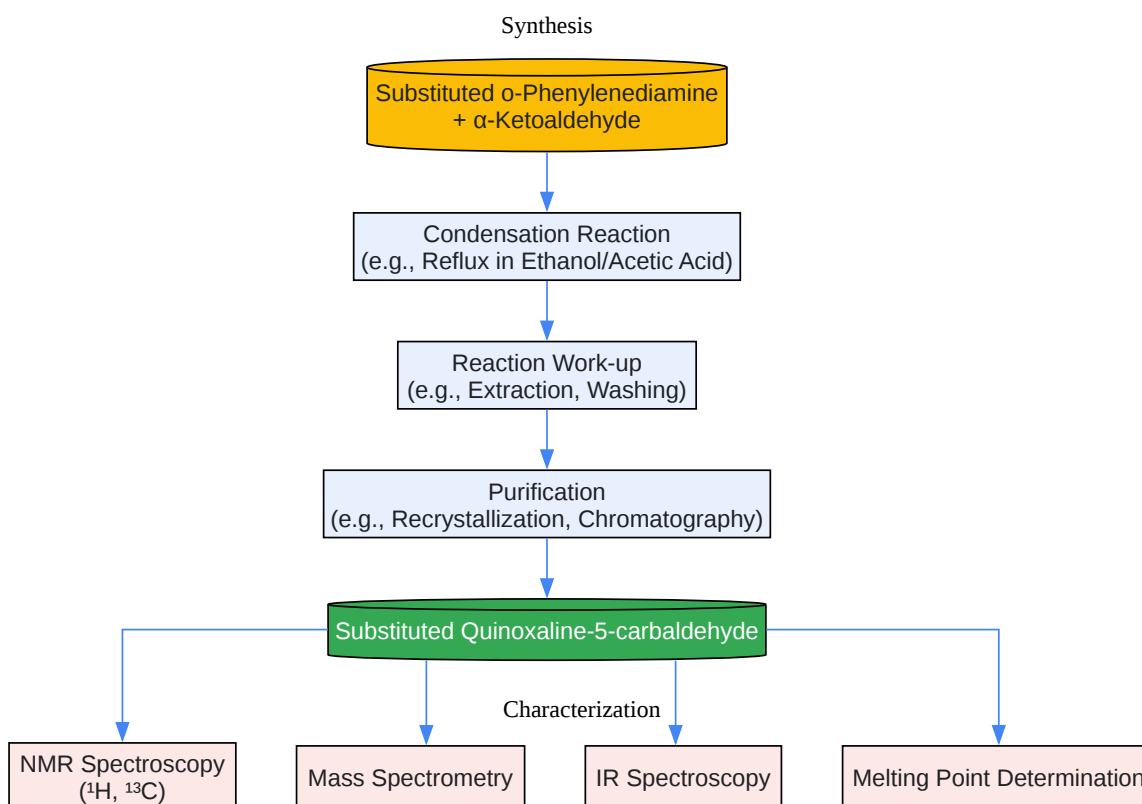 Synthesis
Substituted o-Phenylenediamine
+ α-Ketoaldehyde
Condensation Reaction
(e.g., Reflux in Ethanol/Acetic Acid)
Reaction Work-up
(e.g., Extraction, Washing)
Purification
(e.g., Recrystallization, Chromatography)
Substituted Quinoxaline-5-carbaldehyde
Characterization
NMR Spectroscopy
(¹H, ¹³C)
Mass Spectrometry
IR Spectroscopy
Melting Point Determination